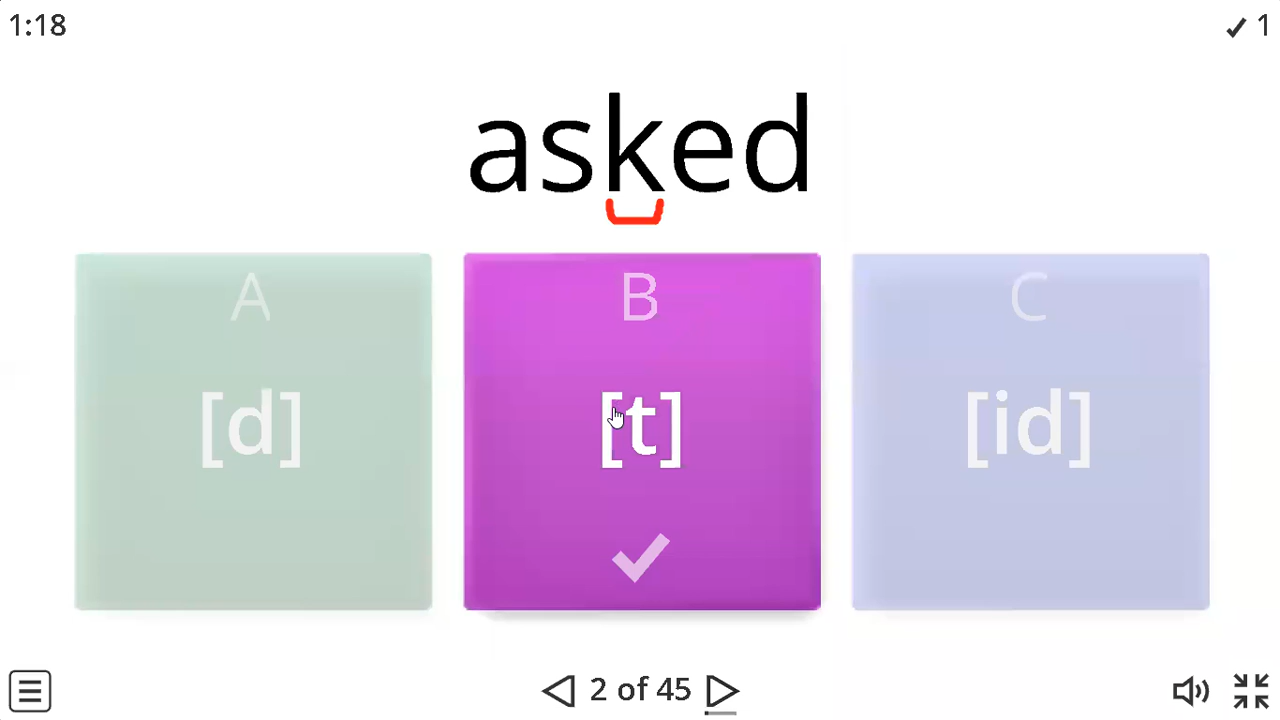 1:18
✓ 1
asked
A
B
C
[d]
[t]
[id]
2 of 45